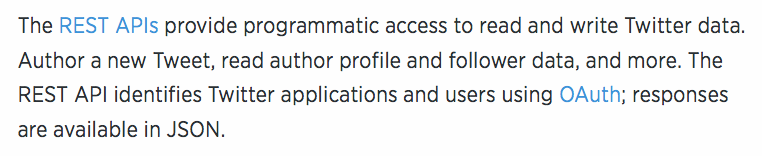 The REST APIs provide programmatic access to read and write Twitter data.
Author a new Tweet, read author profile and follower data, and more. The
REST API identifies Twitter applications and users using OAuth; responses
are available in JSON.